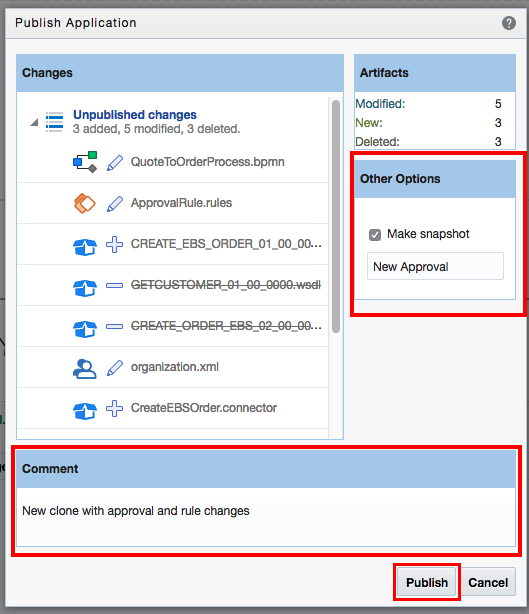 Publish Application
?
Changes
Unpublished changes
3 added, 5 modified, 3 deleted.
QuoteToOrderProcess.bpmn
ApprovalRule.rules
CREATE_EBS_ORDER_01_00_00...
GETCUSTOMER_01_00_0000.wsdl
CREATE_ORDER_EBS_02_00_00...
organization.xml
CreateEBSOrder.connector
Artifacts
Modified: 5
New: 3
Deleted: 3
Other Options
Make snapshot
New Approval
Comment
New clone with approval and rule changes
Publish
Cancel